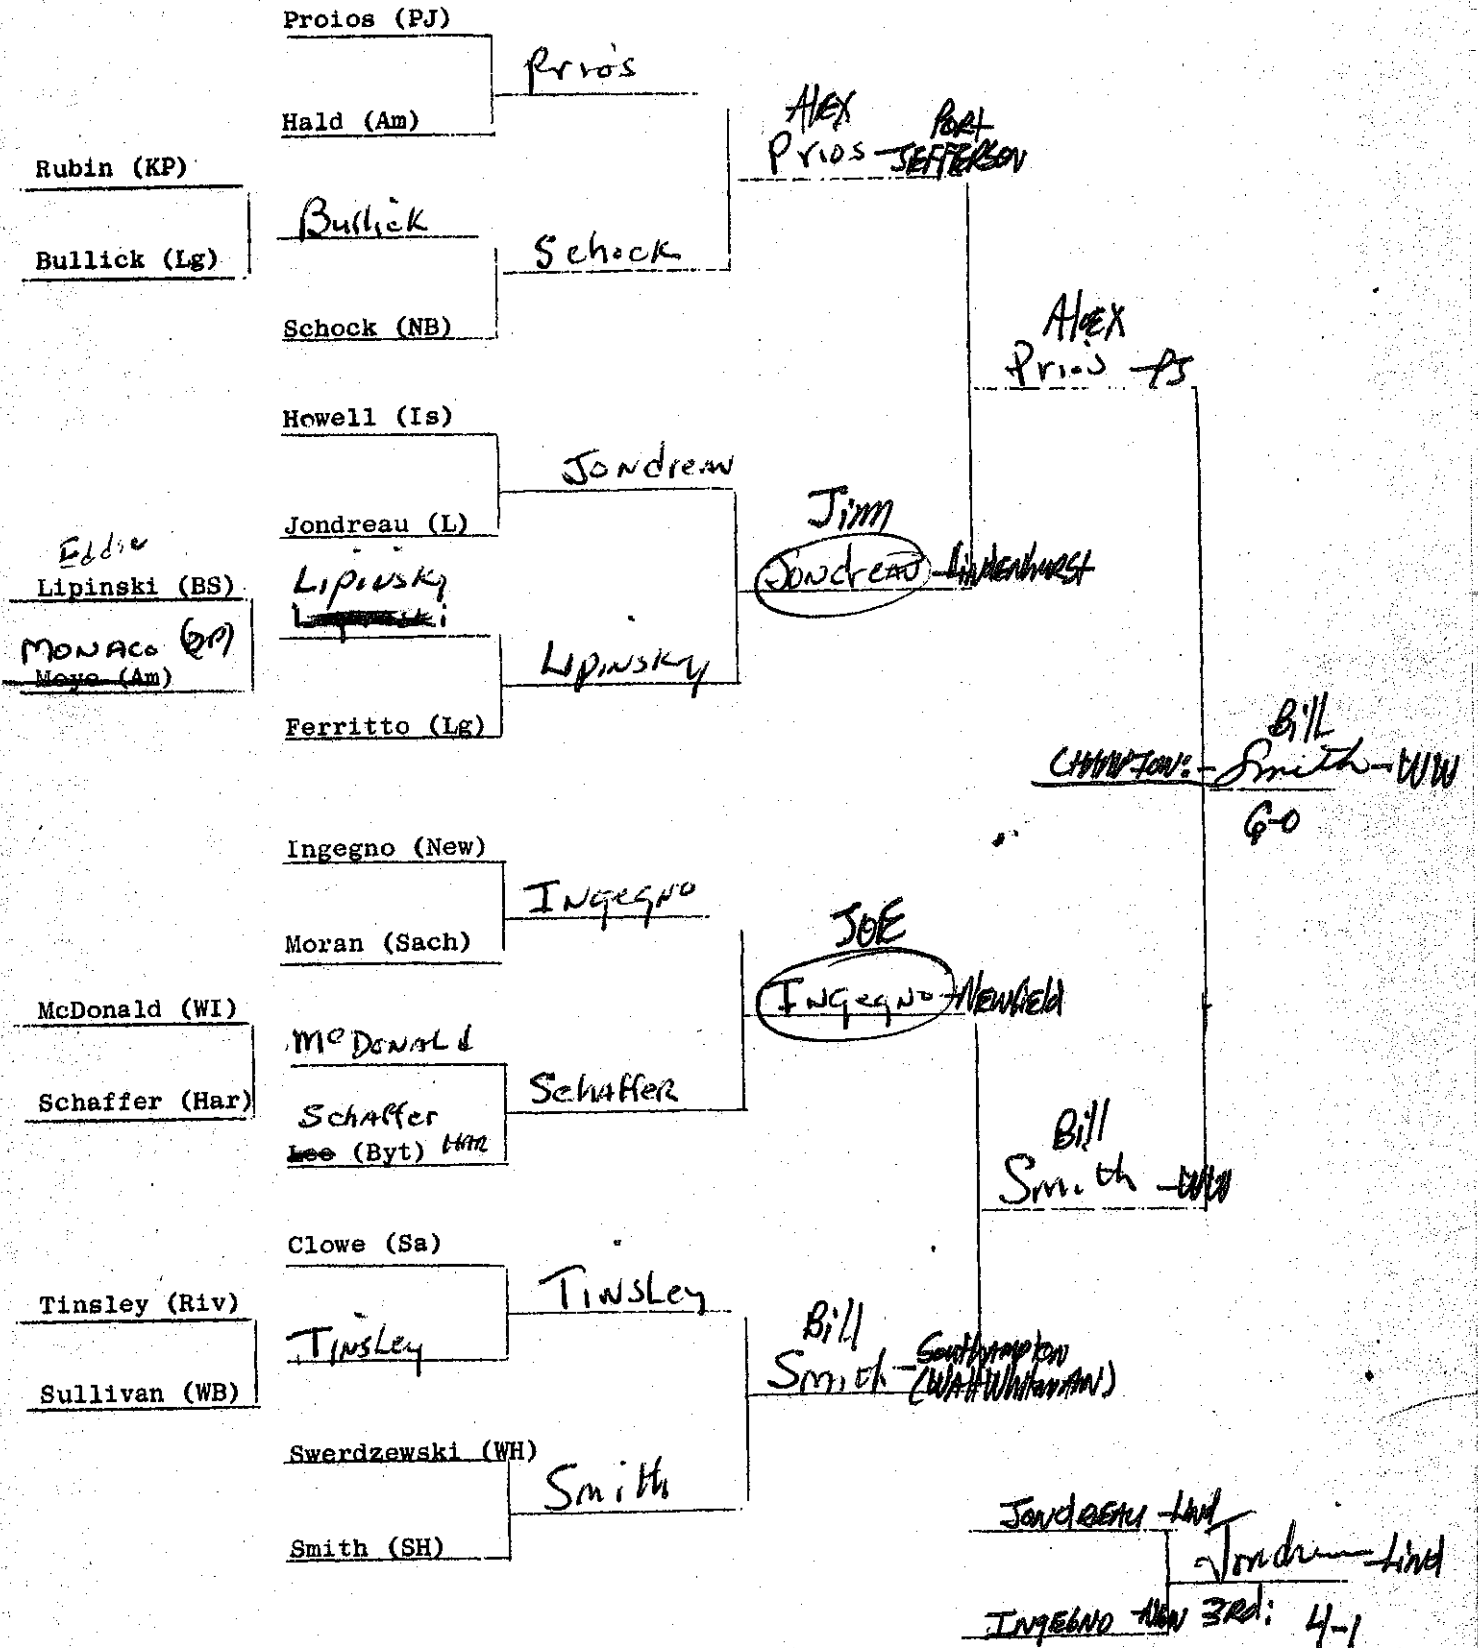 Proios (PJ)
Prios
Hald (Am)
Alex
Port
Prios - Jefferson
Rubin (KP)
Bullick
Bullick (Lg)
Schock
Schock (NB)
Alex
Prios - PJ
Howell (Is)
Jondreau
Jondreau (L)
Jim
Jondreau - Lindenhurst
Eddie
Lipinski (BS)
Lipinsky
Monaco
Moye (Am)
Lipinsky
Ferritto (Lg)
Bill
Champion: - Smith - WW
6-0
Ingegno (New)
Ingegno
Moran (Sach)
JOE
Ingegno - Newfield
McDonald (WI)
McDonald
Schaffer (Har)
Schaffer
Schaffer
Lee (Byt) HAR
Bill
Smith - WW
Clowe (Sa)
Tinsley
Tinsley (Riv)
Tinsley
Sullivan (WB)
Bill
Smith - Southampton
(Walt Whitman)
Swerdzewski (WH)
Smith
Smith (SH)
Jondreau - Lind
Jondreau - Lind
Ingegno - New 3rd: 4-1